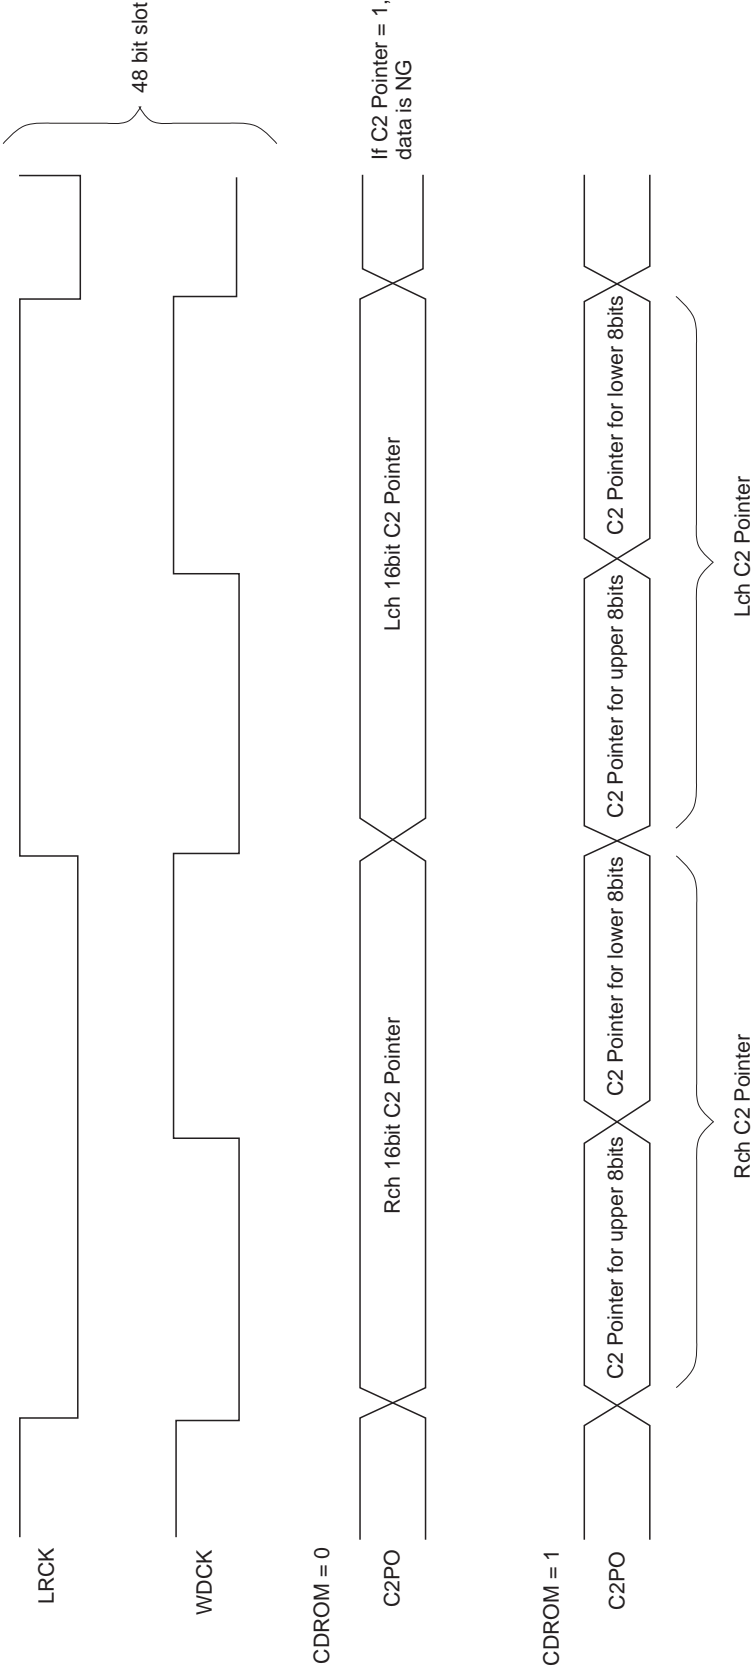 48 bit slot
LRCK
WDCK
CDROM = 0
C2PO
Rch 16bit C2 Pointer
Lch 16bit C2 Pointer
If C2 Pointer = 1,
data is NG
CDROM = 1
C2PO
C2 Pointer for upper 8bits
C2 Pointer for lower 8bits
C2 Pointer for upper 8bits
C2 Pointer for lower 8bits
Rch C2 Pointer
Lch C2 Pointer